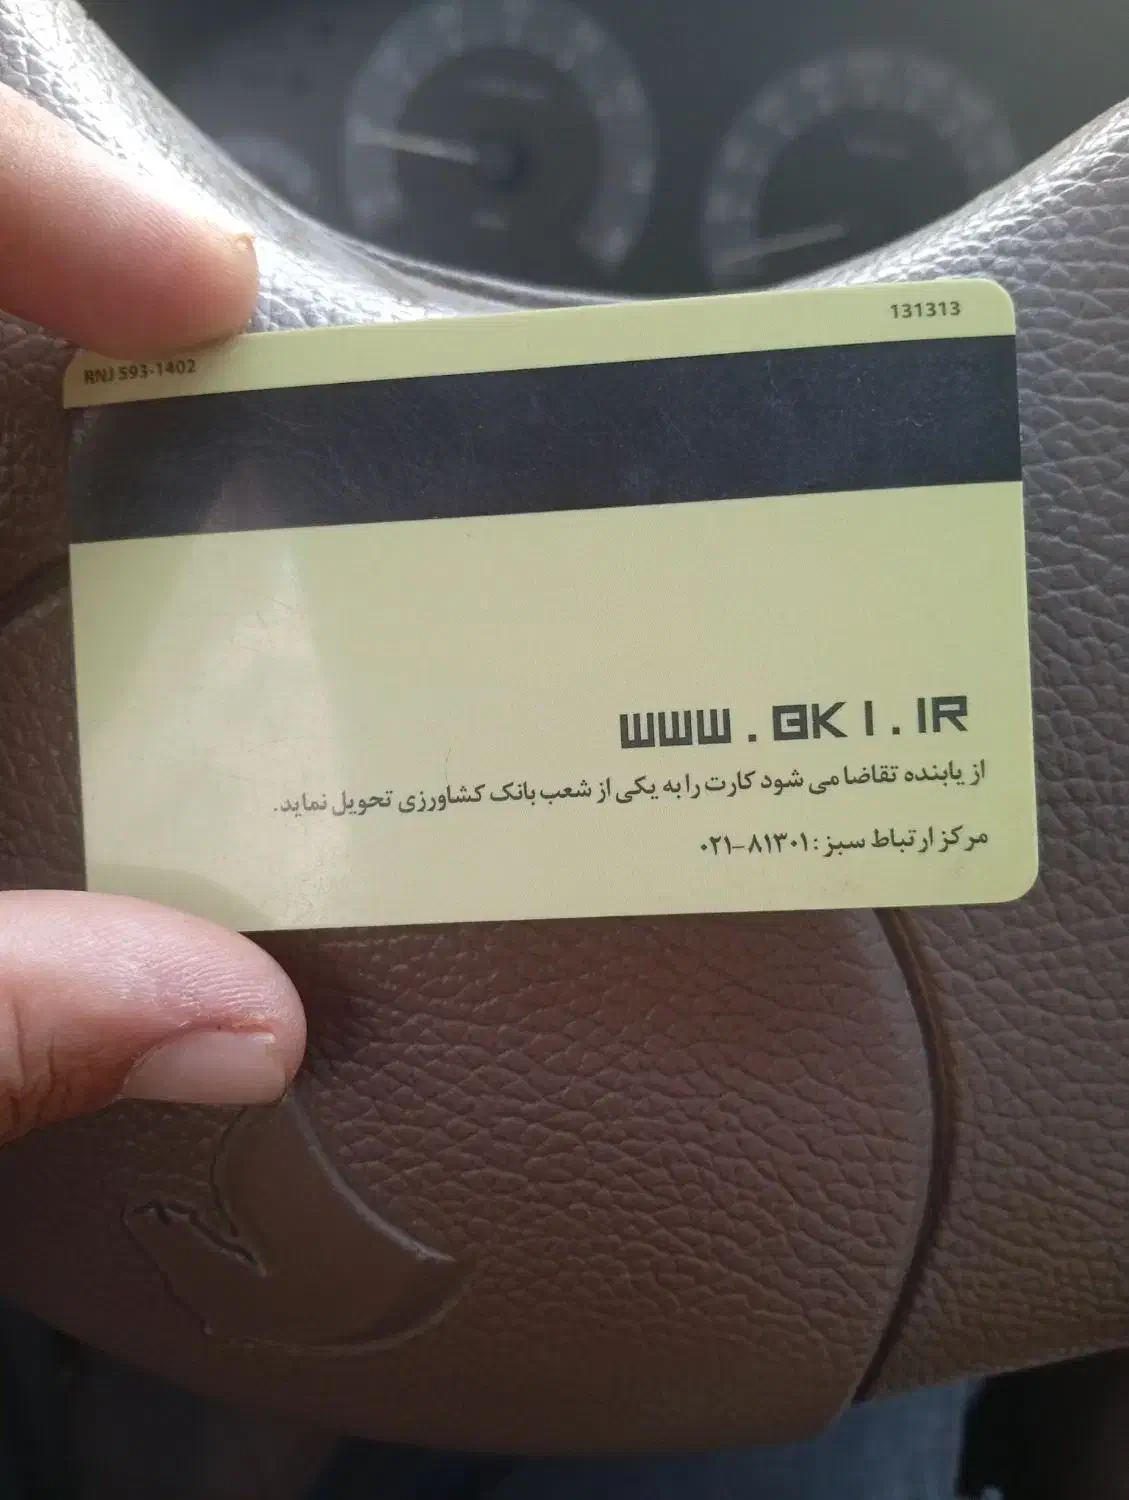 131313
RNJ 593-1402
WWW.BKI.IR
از یابنده تقاضا می شود کارت را به یکی از شعب بانک کشاورزی تحویل نماید.
مرکز ارتباط سبز : ۸۱۳۰۱-۰۲۱